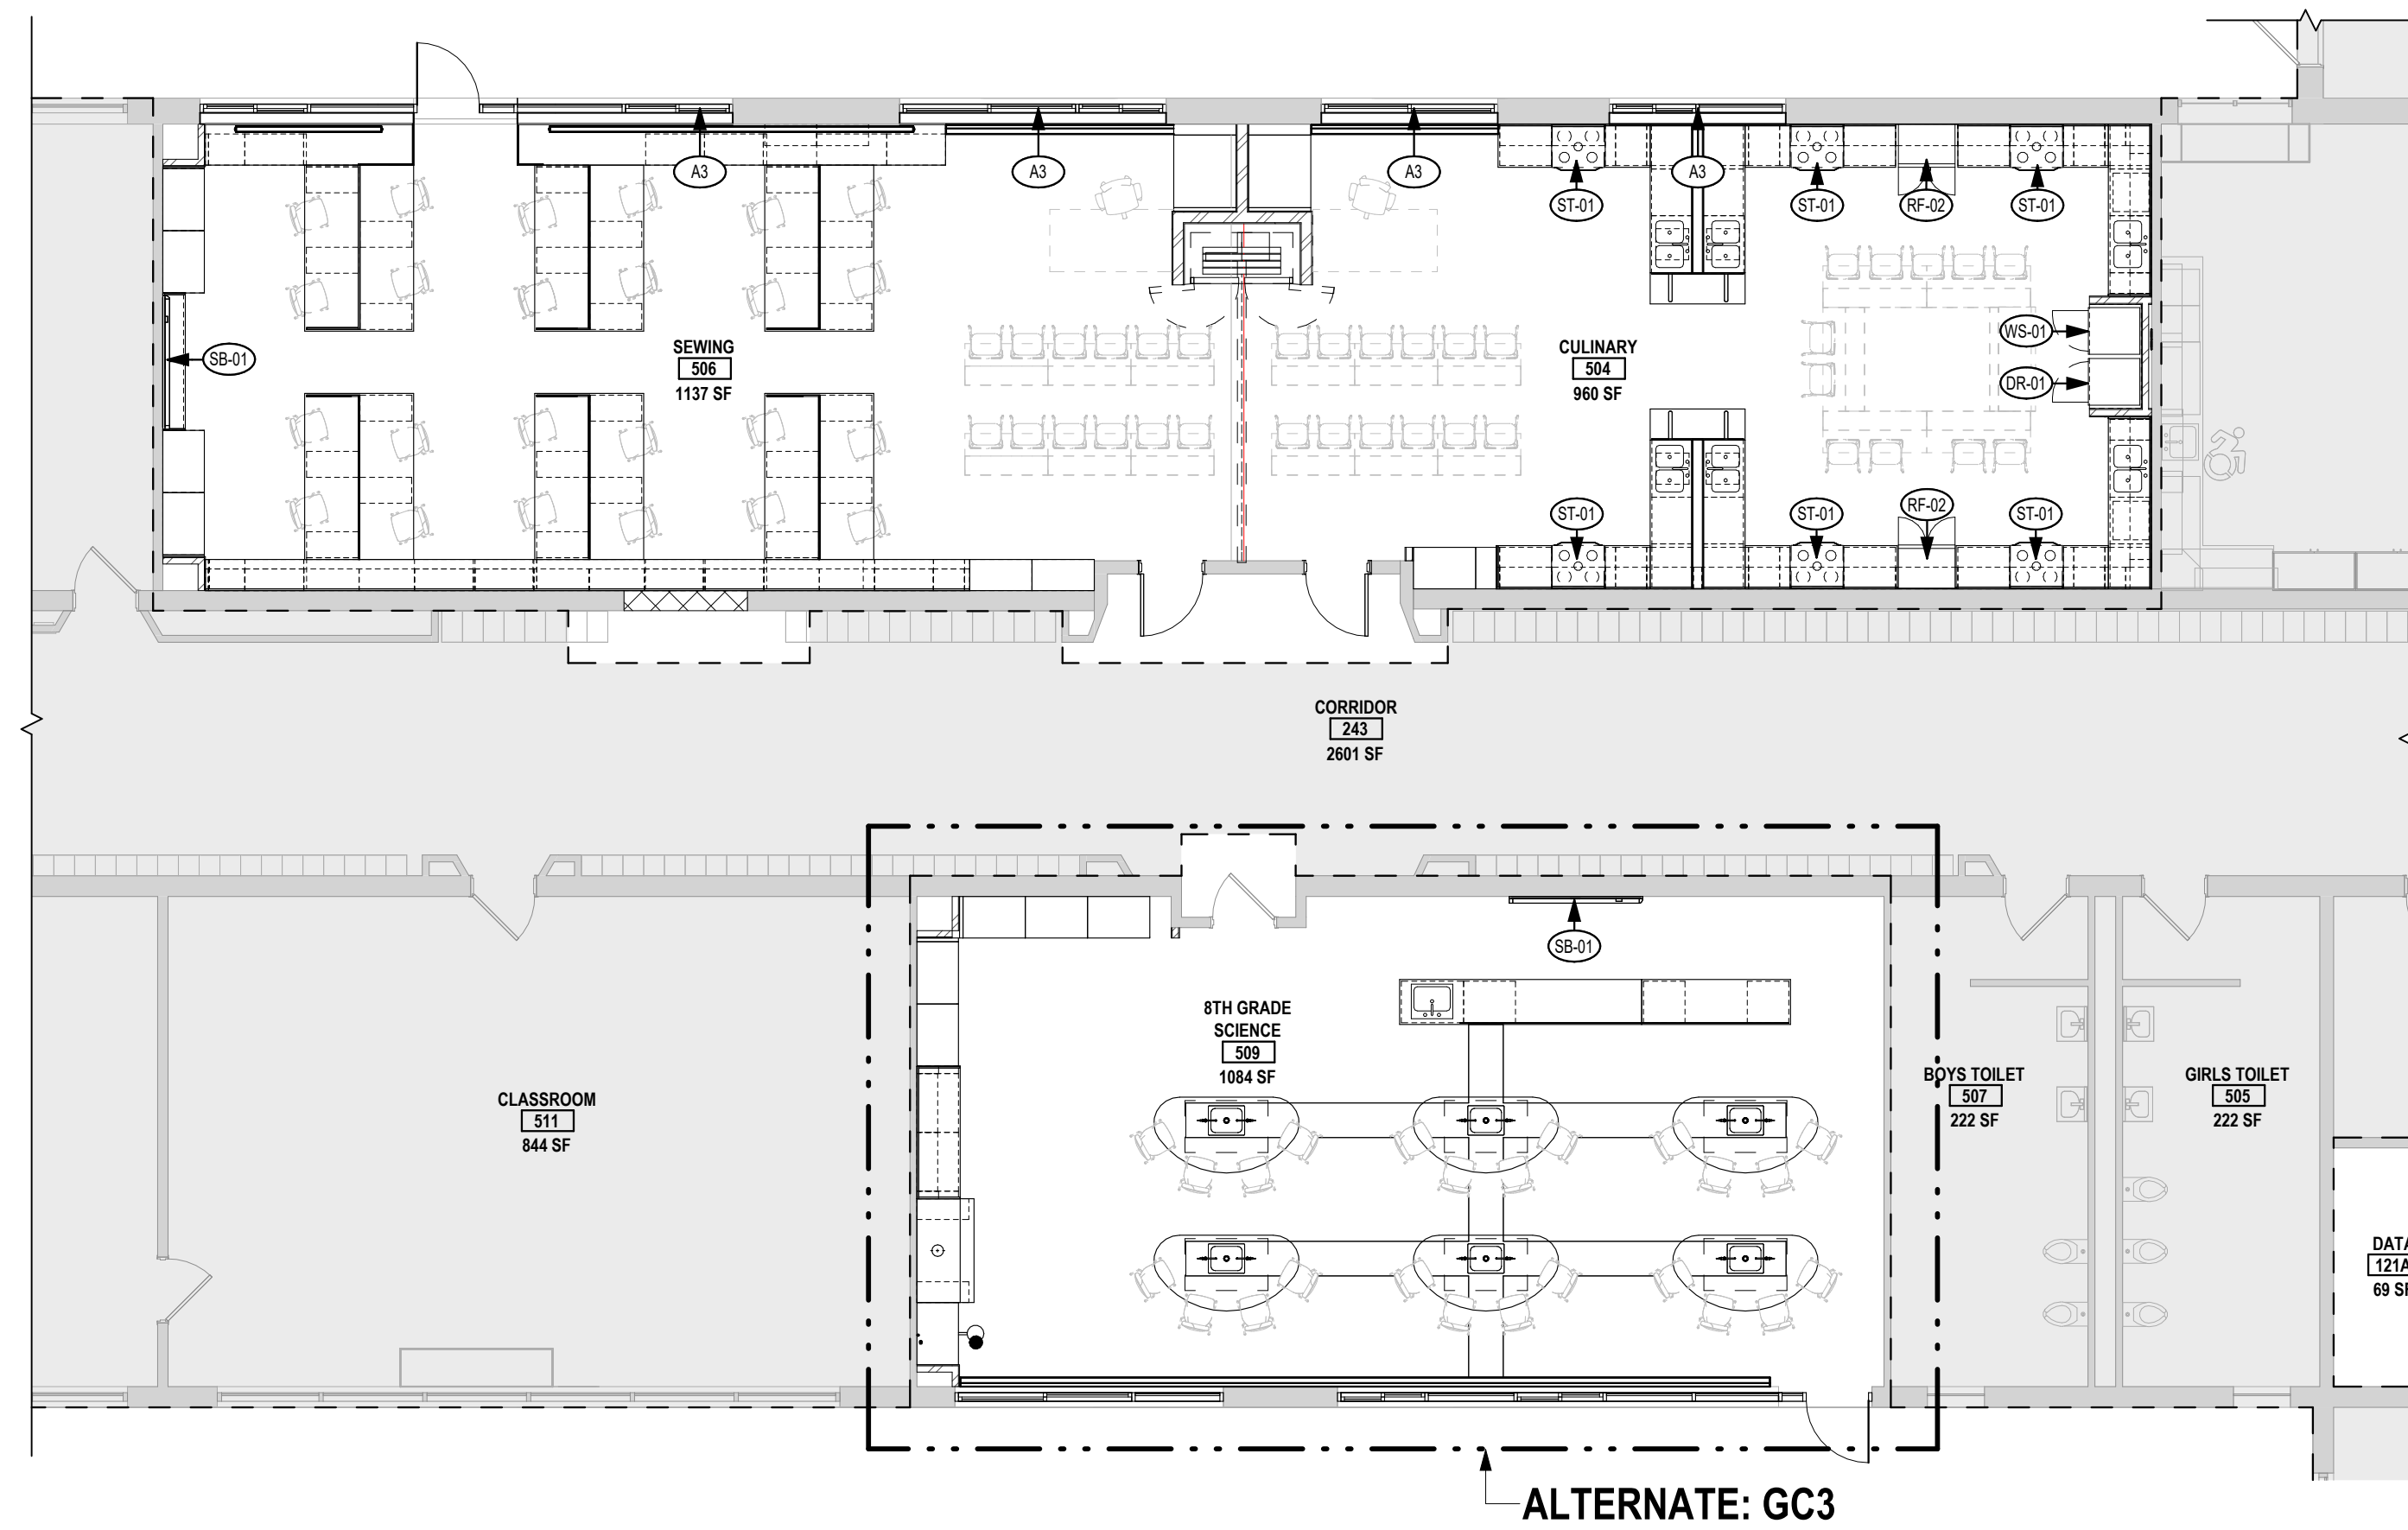 A3
A3
A3
A3
ST-01
ST-01
RF-02
ST-01
SB-01
SEWING
506
1137 SF
CULINARY
504
960 SF
WS-01
DR-01
ST-01
ST-01
RF-02
ST-01
CORRIDOR
243
2601 SF
SB-01
8TH GRADE
SCIENCE
509
1084 SF
CLASSROOM
511
844 SF
BOYS TOILET
507
222 SF
GIRLS TOILET
505
222 SF
DATA
121A
69 SF
ALTERNATE: GC3